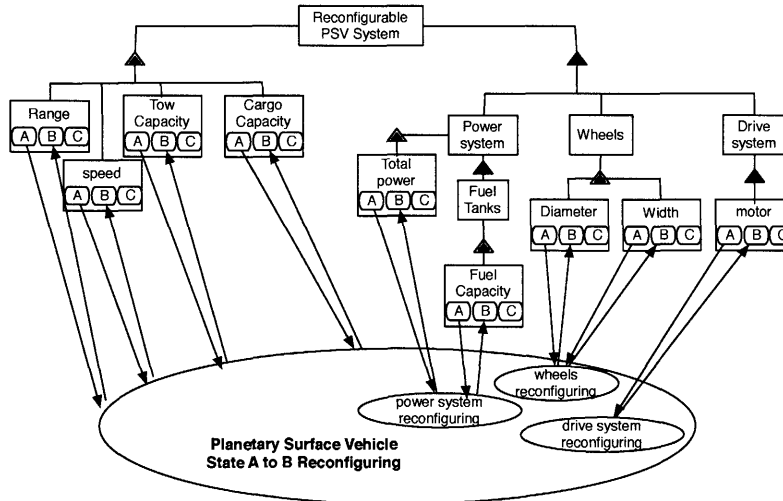 Reconfigurable
PSV System
Range
A B C
speed
A B C
Tow
Capacity
A B C
Cargo
Capacity
A B C
Power
system
Total
power
A B C
Fuel
Tanks
Fuel
Capacity
A B C
Wheels
Diameter
A B C
Width
A B C
Drive
system
motor
A B C
power system
reconfiguring
wheels
reconfiguring
drive system
reconfiguring
Planetary Surface Vehicle
State A to B Reconfiguring